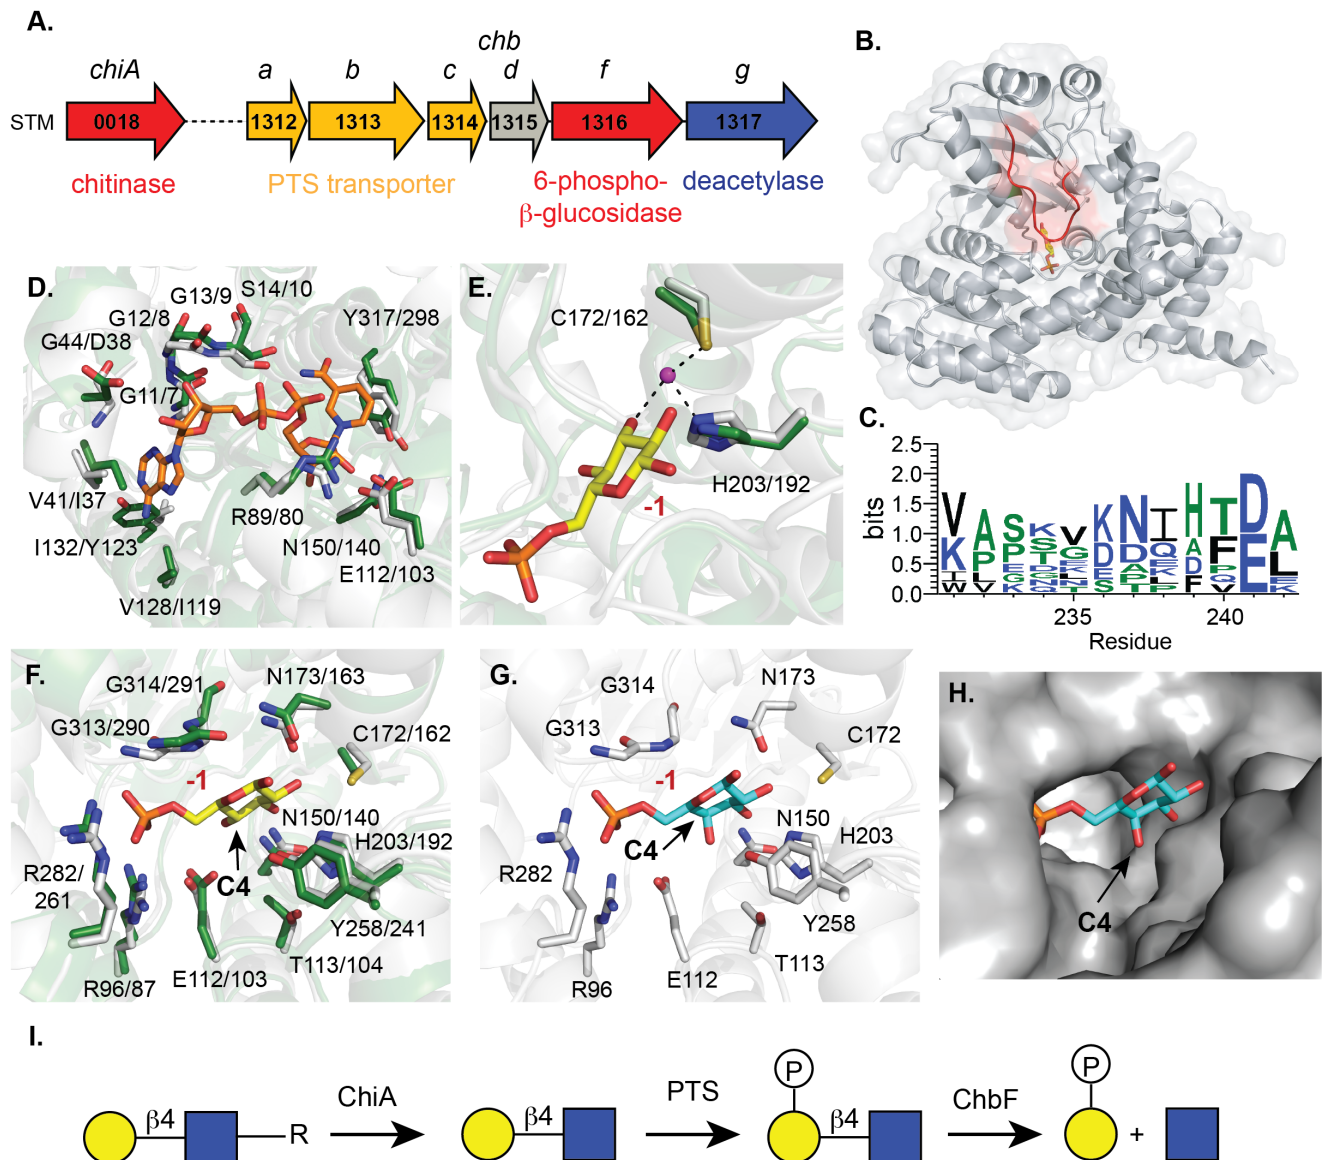 A.
chb
chiA a b c d f g
STM 0018 1312 1313 1314 1315 1316 1317
chitinase PTS transporter 6-phospho- deacetylase
β-glucosidase
B.
D.
S14/10
G13/9
G12/8
Y317/298
G44/D38
G11/7
V41/I37
R89/80
I132/Y123
N150/140
E112/103
V128/I119
E.
C172/162
H203/192
-1
C.
2.5
2.0
1.5
1.0
0.5
0.0
bits
235 240
Residue
F.
G314/291
N173/163
G313/290
C172/162
-1
N150/140
H203/192
R282/
261
C4
Y258/241
T113/104
E112/103
R96/87
G.
G314
N173
G313
C172
-1
N150
H203
C4
R282
Y258
T113
E112
R96
H.
C4
I.
ChiA PTS ChbF
P P
β4 R β4 β4 +